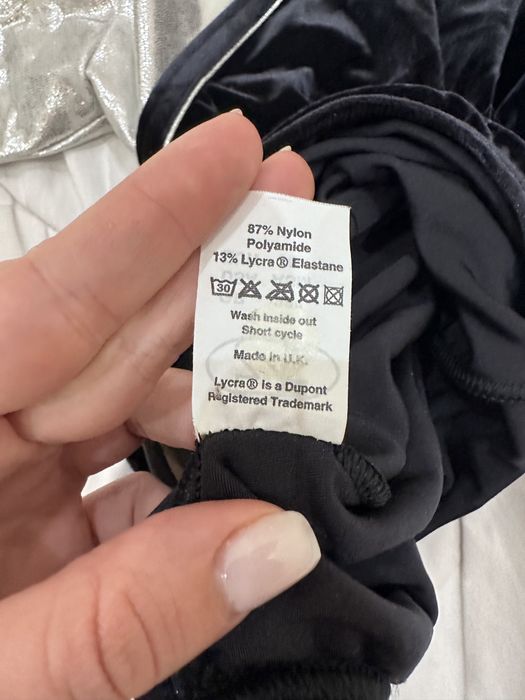 87% Nylon
Polyamide
13% Lycra® Elastane
30
Wash inside out
Short cycle
Made in U.K.
Lycra® is a Dupont
Registered Trademark